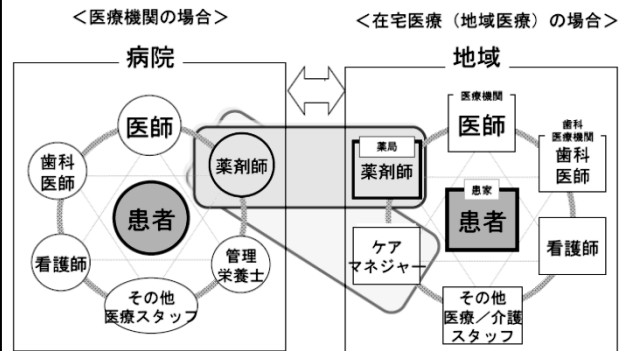 ＜医療機関の場合＞
＜在宅医療（地域医療）の場合＞
病院
地域
医師
歯科
医師
薬剤師
患者
看護師
管理
栄養士
その他
医療スタッフ
医療機関
医師
歯科
医療機関
歯科
医師
薬局
薬剤師
患家
患者
看護師
ケア
マネジャー
その他
医療／介護
スタッフ